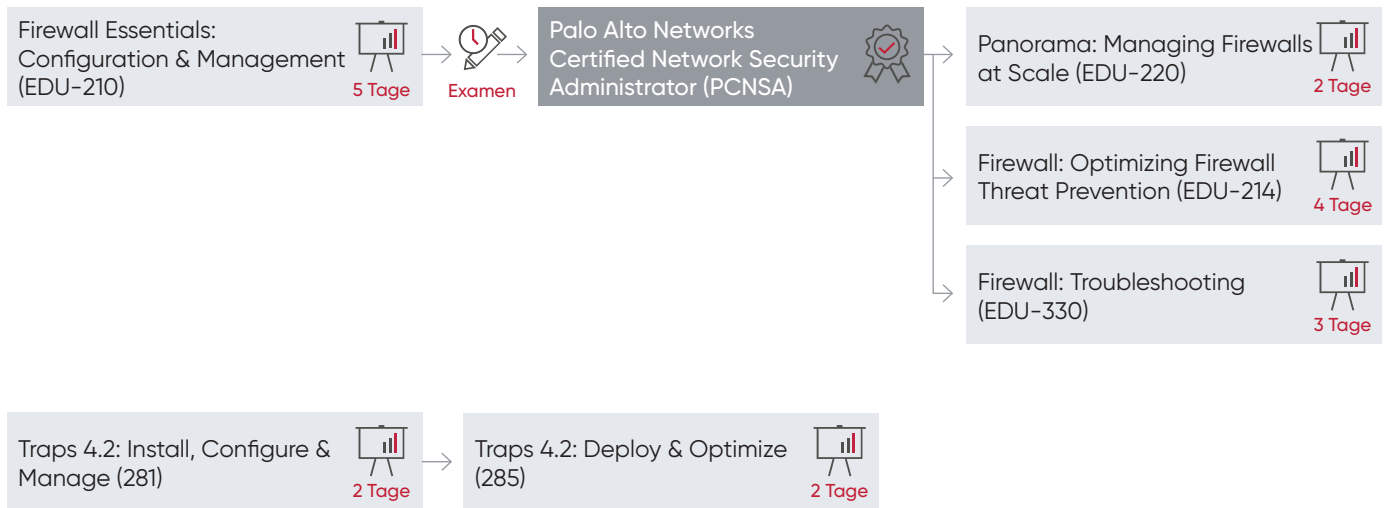 Firewall Essentials:
Configuration & Management
(EDU-210)
5 Tage
Examen
Palo Alto Networks
Certified Network Security
Administrator (PCNSA)
Panorama: Managing Firewalls
at Scale (EDU-220)
2 Tage
Firewall: Optimizing Firewall
Threat Prevention (EDU-214)
4 Tage
Firewall: Troubleshooting
(EDU-330)
3 Tage
Traps 4.2: Install, Configure &
Manage (281)
2 Tage
Traps 4.2: Deploy & Optimize
(285)
2 Tage